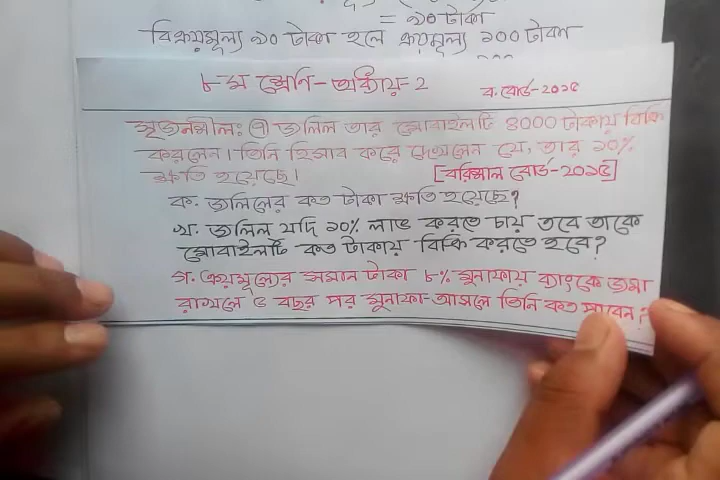 = ৯০ টাকা
বিক্রয়মূল্য ৯০ টাকা হলে ক্রয়মূল্য ১০০ টাকা
৮-ম শ্রেনি-অধ্যায়-2 ব.বোর্ড-২০১৫
সৃজনশীল: ৭ জলিল তার মোবাইলটি 8000 টাকায় বিক্রি
করলেন। তিনি হিসাব করে দেখলেন যে, তার ১০%
ক্ষতি হয়েছে। [বরিশাল বোর্ড-২০১৫]
ক. জলিলের কত টাকা ক্ষতি হয়েছে?
খ. জলিল যদি ১০% লাভ করতে চায় তবে তাকে
মোবাইলটি কত টাকায় বিক্রি করতে হবে?
গ. ক্রয়মূল্যের সমান টাকা ৮% মুনাফায় ব্যাংকে জমা
রাখলে ৫ বছর পর মুনাফা-আসলে তিনি কত পাবেন?